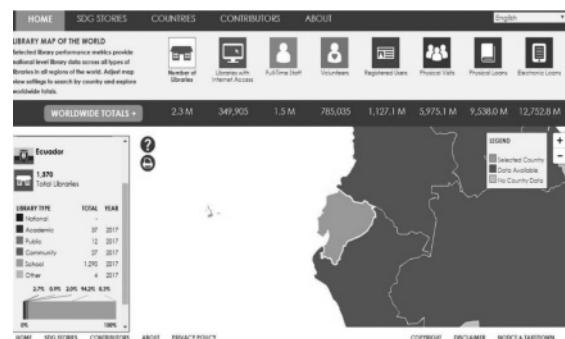 HOME SDG STORIES COUNTRIES CONTRIBUTORS ABOUT English
LIBRARY MAP OF THE WORLD
Selected library performance metrics provide
national level library data across all types of
libraries in all regions of the world. Adjust map
view settings to search by country and explore
worldwide totals.
Number of Libraries
Libraries with Internet Access
Full-Time Staff
Volunteers
Registered Users
Physical Visits
Physical Loans
Electronic Loans
WORLDWIDE TOTALS + 2.3 M 349,905 1.5 M 785,035 1,127.1 M 5,975.1 M 9,538.0 M 12,752.8 M
Ecuador
1,370
Total Libraries
LIBRARY TYPE TOTAL YEAR
National -
Academic 37 2017
Public 12 2017
Community 27 2017
School 1,290 2017
Other 4 2017
2.7% 0.9% 2.0% 94.2% 0.3%
0% 100%
?
LEGEND
Selected Country
Data Available
No Country Data
+
-
HOME SDG STORIES CONTRIBUTORS ABOUT PRIVACY POLICY COPYRIGHT DISCLAIMER NOTICE & TAKEDOWN